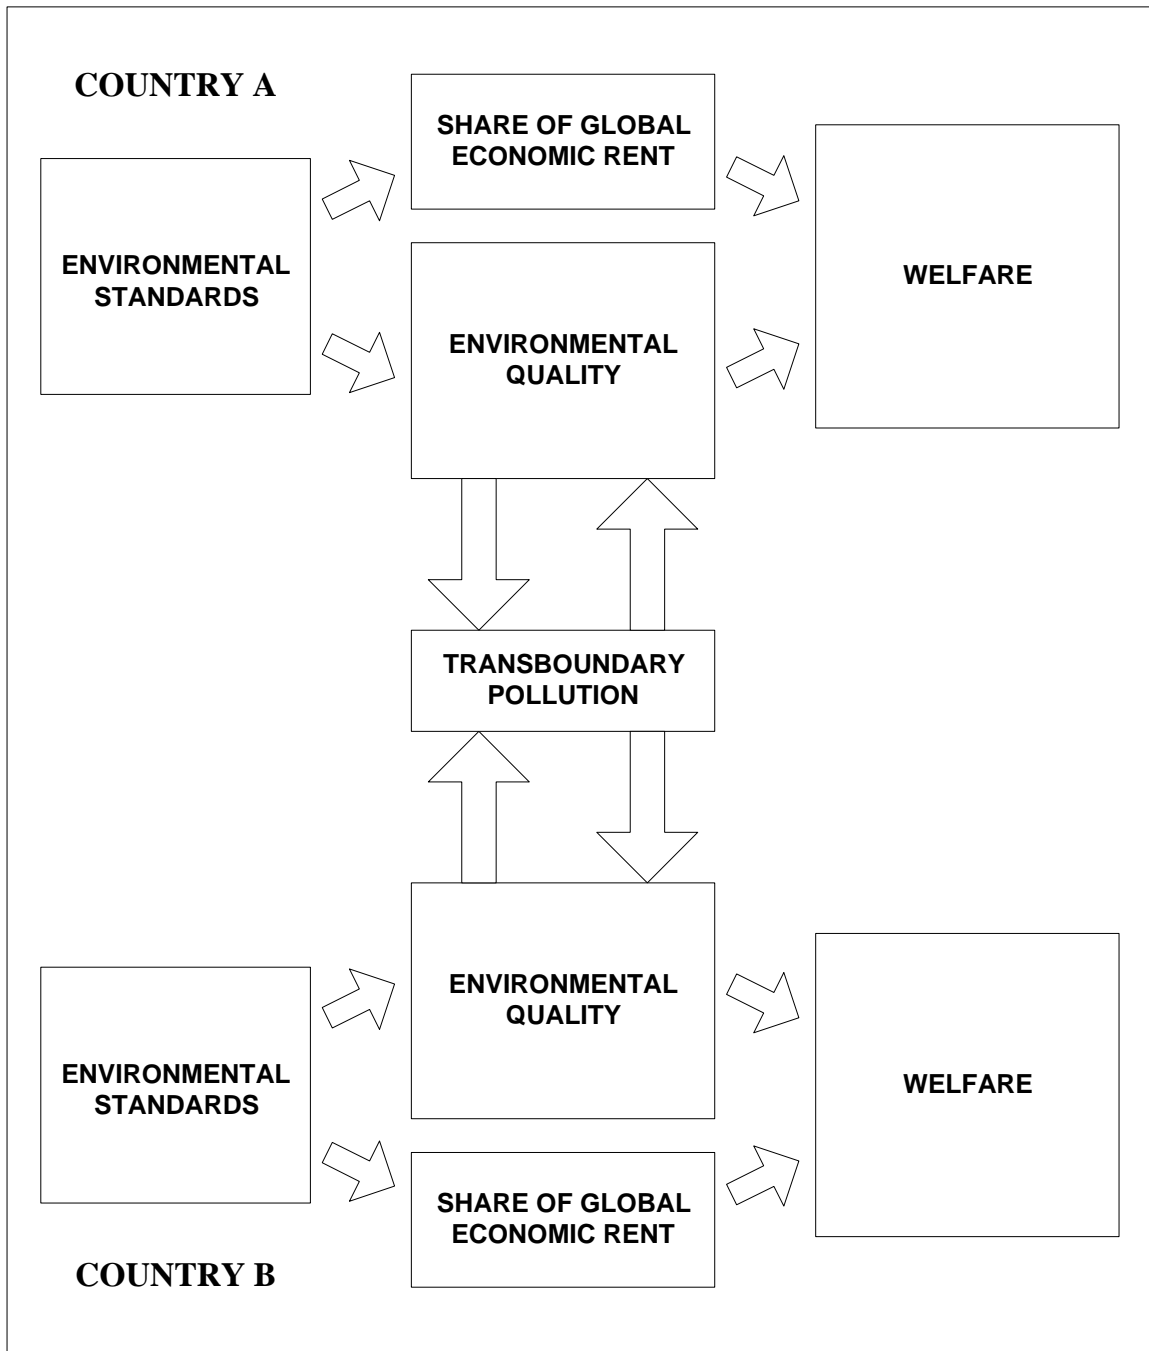 COUNTRY A
SHARE OF GLOBAL
ECONOMIC RENT
ENVIRONMENTAL
STANDARDS
ENVIRONMENTAL
QUALITY
WELFARE
TRANSBOUNDARY
POLLUTION
ENVIRONMENTAL
QUALITY
ENVIRONMENTAL
STANDARDS
WELFARE
SHARE OF GLOBAL
ECONOMIC RENT
COUNTRY B